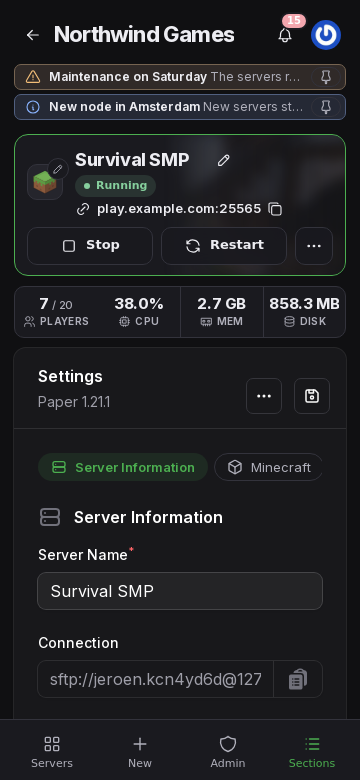 Northwind Games
15
Maintenance on Saturday The servers r...
New node in Amsterdam New servers st...
Survival SMP
Running
play.example.com:25565
Stop
Restart
7 / 20
PLAYERS
38.0%
CPU
2.7 GB
MEM
858.3 MB
DISK
Settings
Paper 1.21.1
Server Information
Minecraft
Server Information
Server Name*
Survival SMP
Connection
sftp://jeroen.kcn4yd6d@127
Servers
New
Admin
Sections